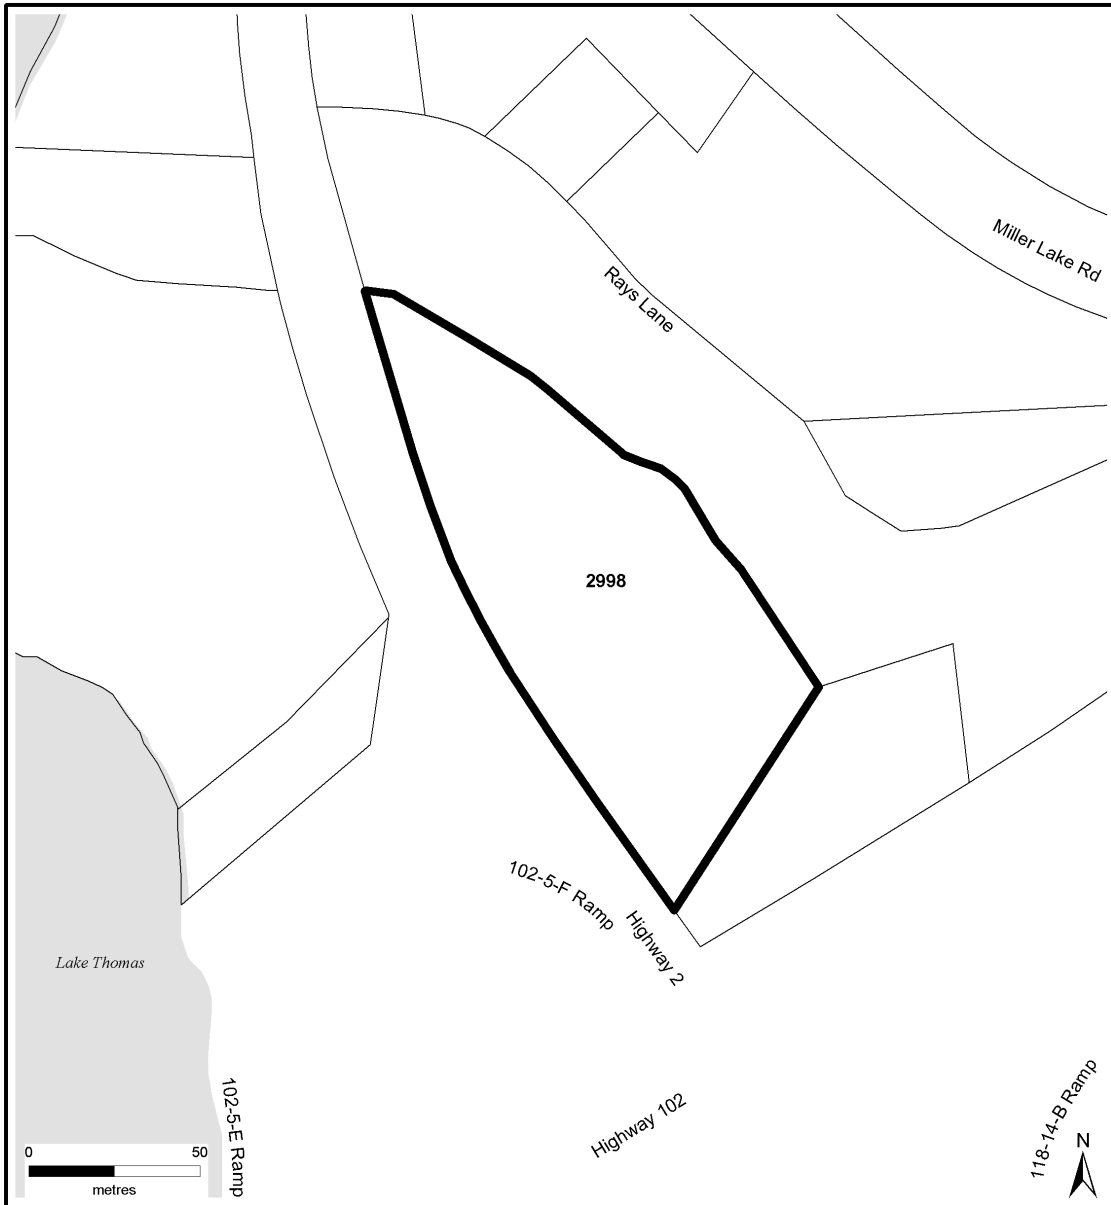 Miller Lake Rd
Rays Lane
2998
102-5-F Ramp
Highway 2
Lake Thomas
102-5-E Ramp
Highway 102
118-14-B Ramp
N
0 50
metres